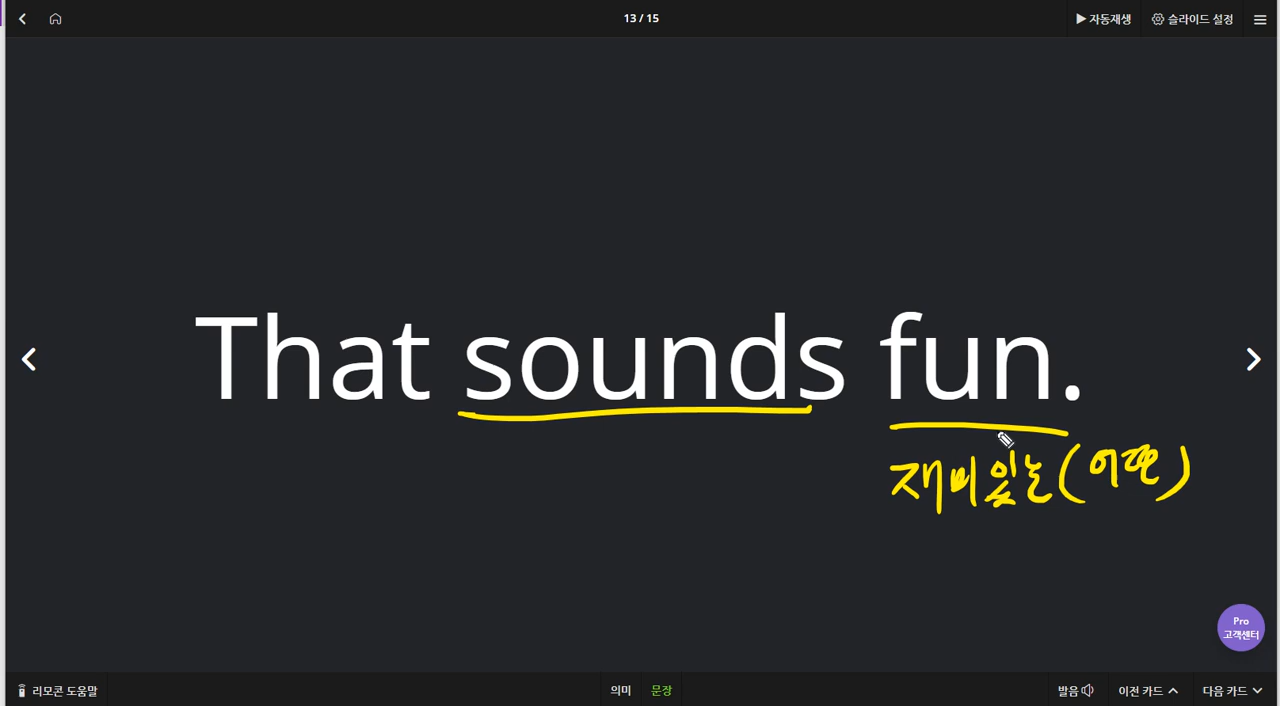 13 / 15
자동재생
슬라이드 설정
That sounds fun.
재미있는 (어떤)
Pro
고객센터
리모콘 도움말
의미
문장
발음
이전 카드
다음 카드